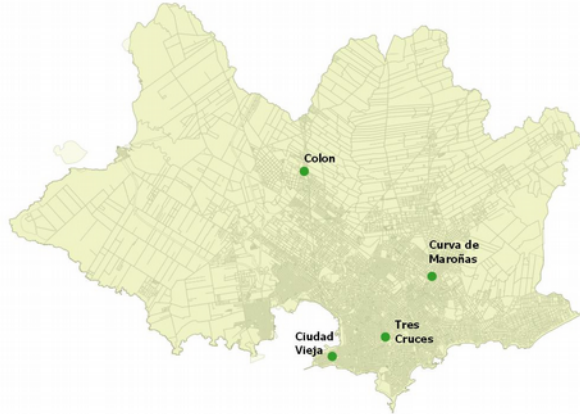 Colon
Curva de
Maroñas
Tres
Cruces
Ciudad
Vieja